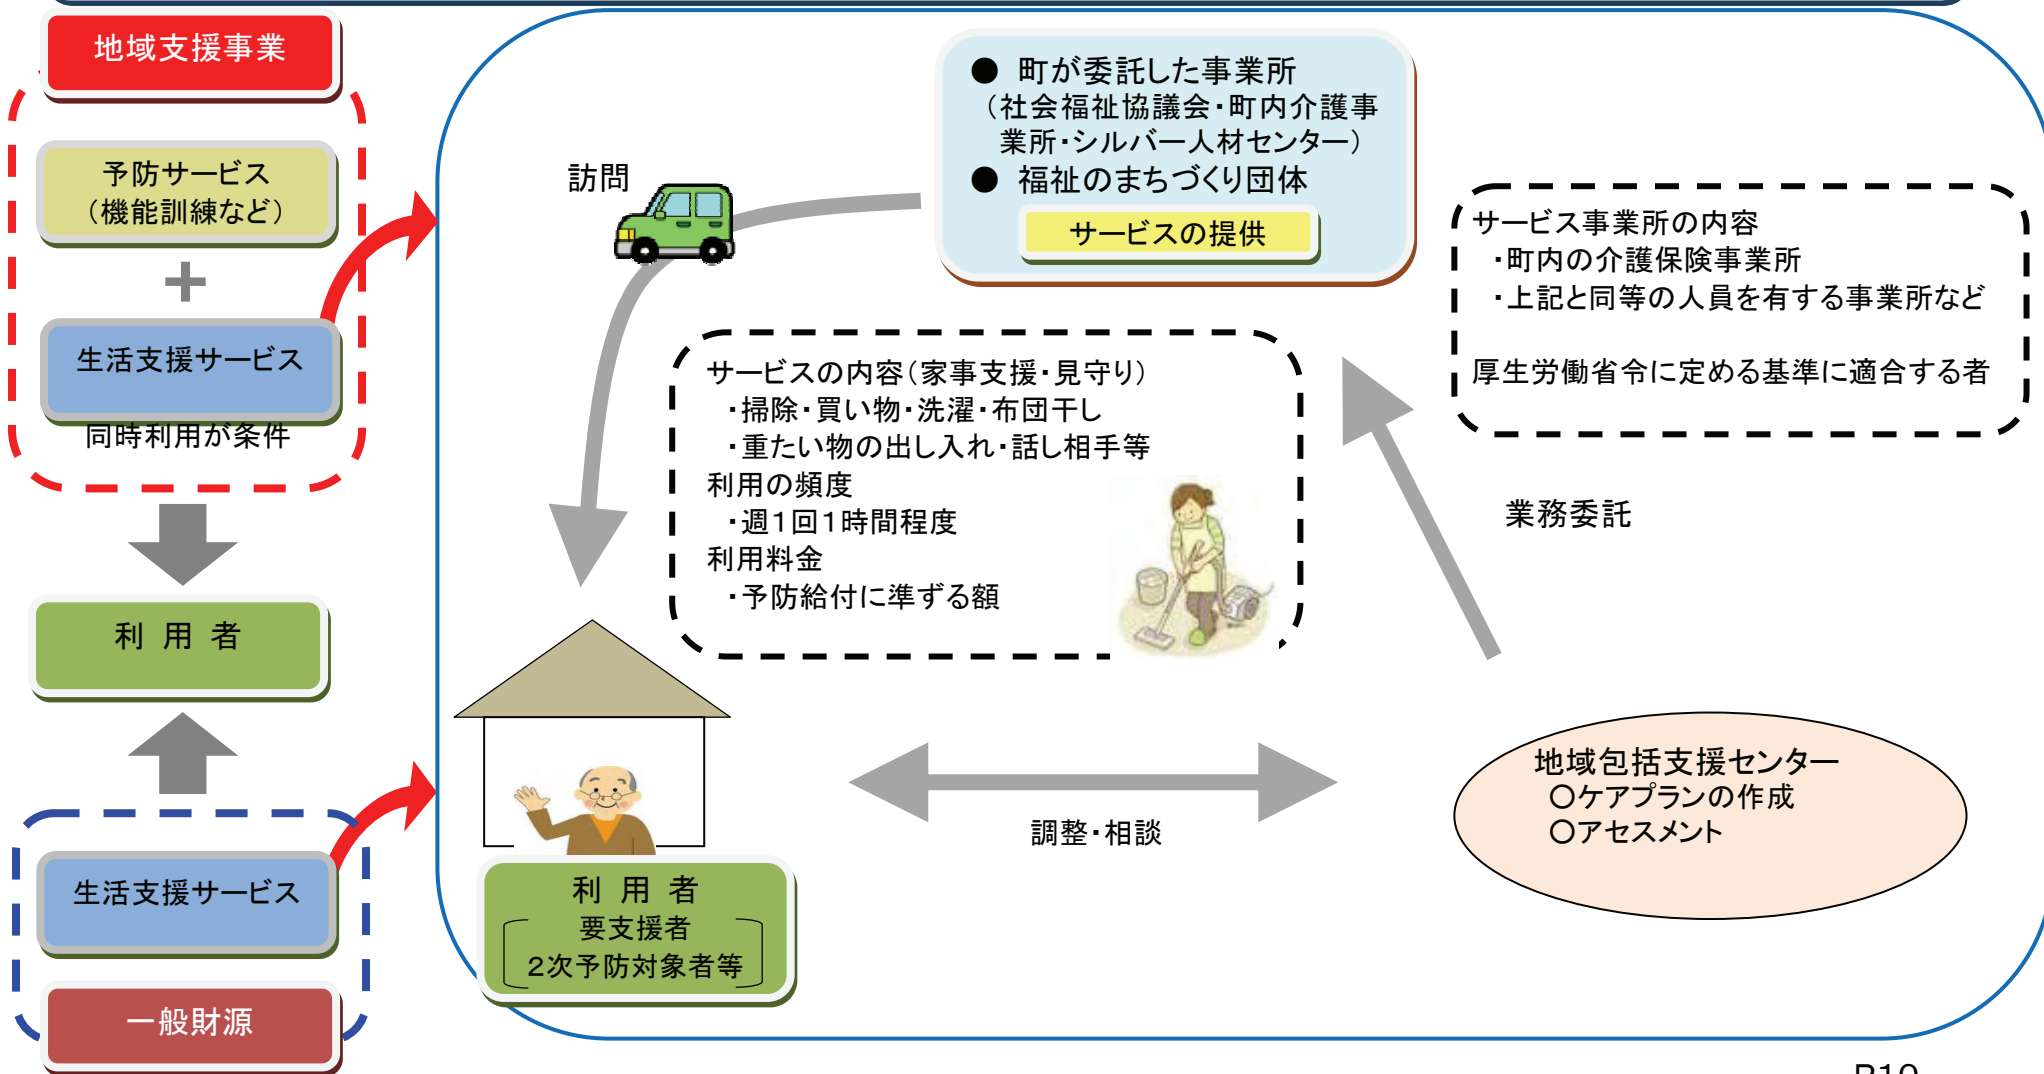 地域支援事業
予防サービス
（機能訓練など）
＋
生活支援サービス
同時利用が条件
利 用 者
生活支援サービス
一般財源
訪問
● 町が委託した事業所
（社会福祉協議会・町内介護事
業所・シルバー人材センター）
● 福祉のまちづくり団体
サービスの提供
サービスの内容（家事支援・見守り）
・掃除・買い物・洗濯・布団干し
・重たい物の出し入れ・話し相手等
利用の頻度
・週１回１時間程度
利用料金
・予防給付に準ずる額
サービス事業所の内容
・町内の介護保険事業所
・上記と同等の人員を有する事業所など
厚生労働省令に定める基準に適合する者
業務委託
調整・相談
地域包括支援センター
○ケアプランの作成
○アセスメント
利 用 者
要支援者
２次予防対象者等